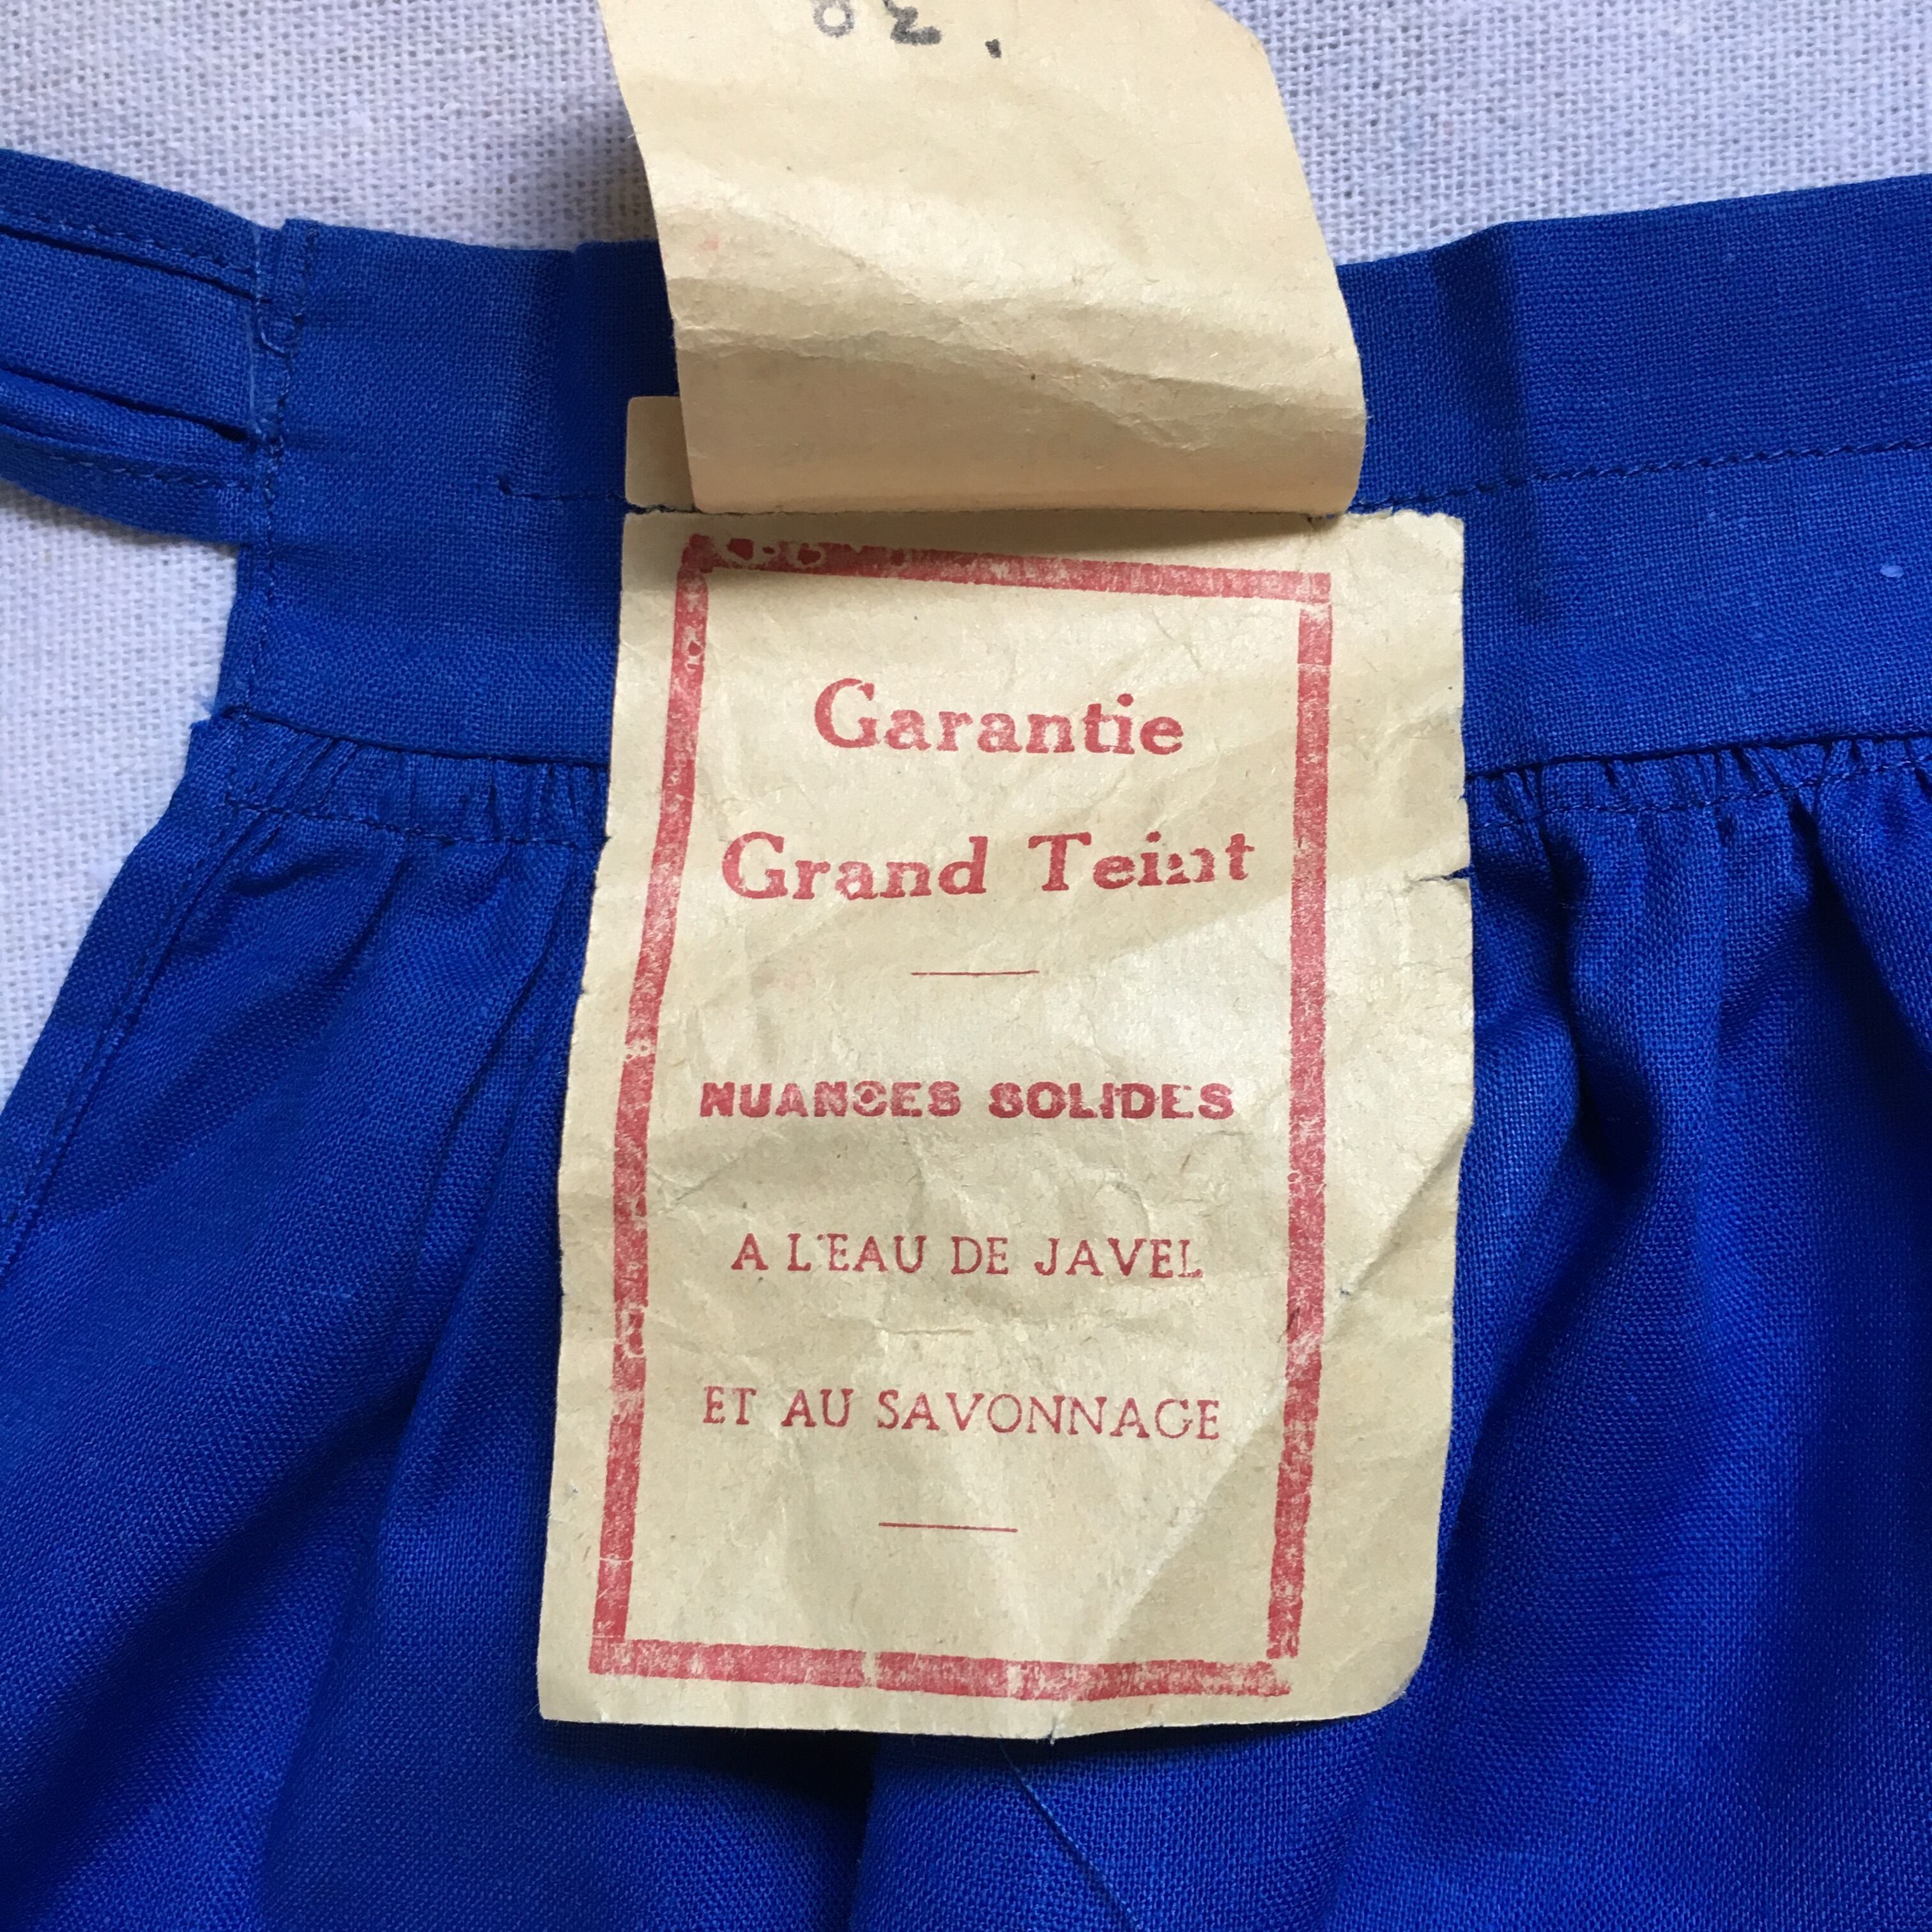 Garantie
Grand Teint
NUANCES SOLIDES
A L'EAU DE JAVEL
ET AU SAVONNAGE